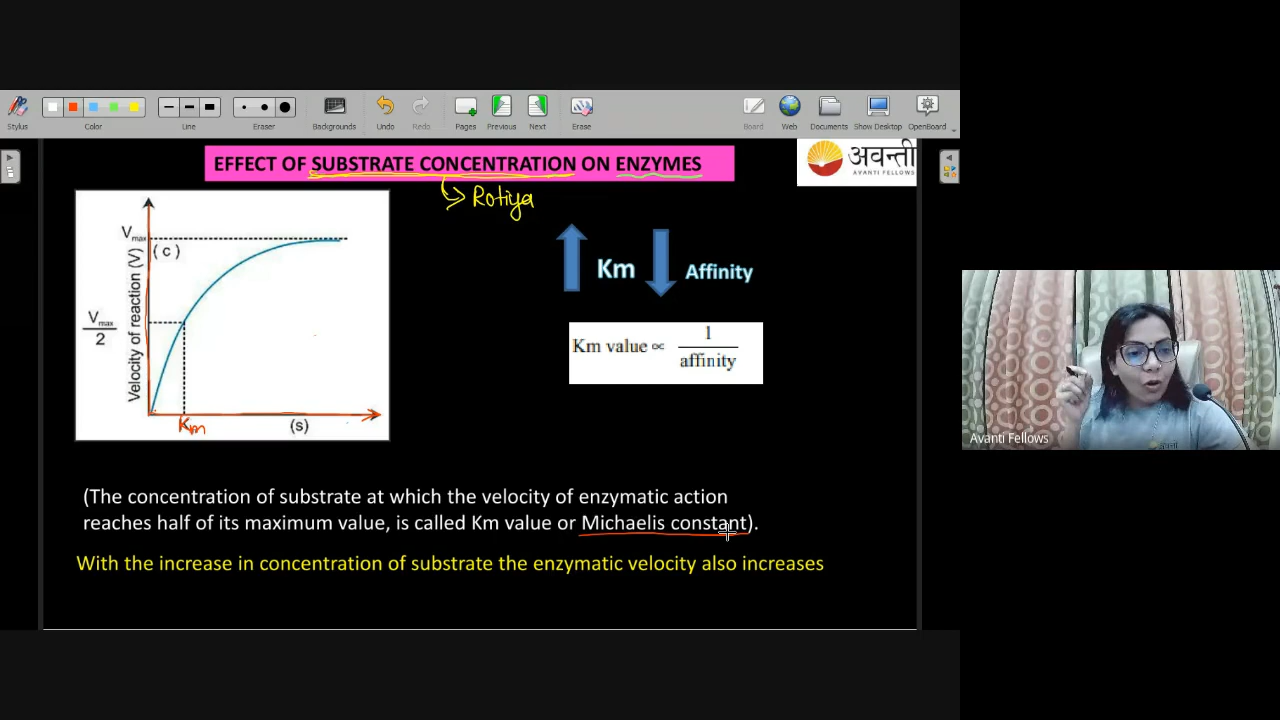 Stylus
Color
Line
Eraser
Backgrounds
Undo
Redo
Pages
Previous
Next
Erase
Board
Web
Documents
Show Desktop
OpenBoard
EFFECT OF SUBSTRATE CONCENTRATION ON ENZYMES
अवन्ती
AVANTI FELLOWS
Rotiya
Vmax
(c)
Velocity of reaction (V)
Vmax
2
Km
(s)
Km
Affinity
Km value ∝ 1
affinity
(The concentration of substrate at which the velocity of enzymatic action
reaches half of its maximum value, is called Km value or Michaelis constant).
With the increase in concentration of substrate the enzymatic velocity also increases
Avanti Fellows
अवन्ती